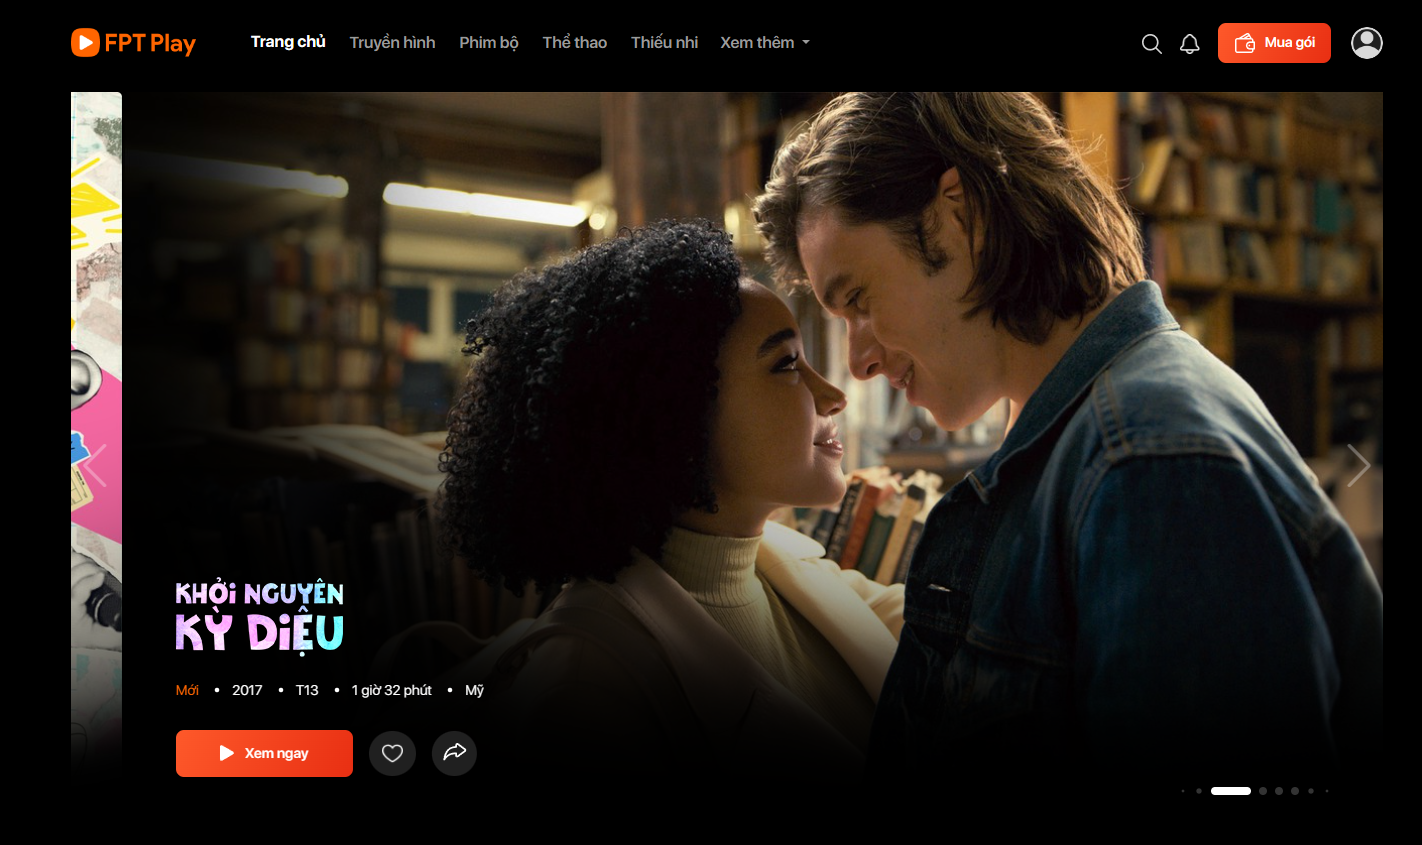 FPT Play
Trang chủ
Truyền hình
Phim bộ
Thể thao
Thiếu nhi
Xem thêm
Mua gói
KHỞI NGUYÊN
KỲ DIỆU
Mới • 2017 • T13 • 1 giờ 32 phút • Mỹ
Xem ngay